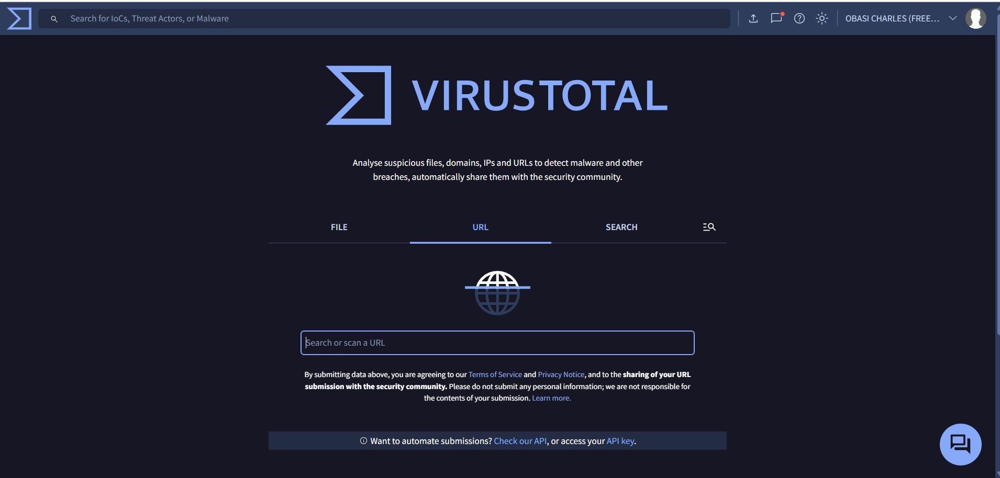 Search for IoCs, Threat Actors, or Malware
OBASI CHARLES (FREE...
VIRUSTOTAL
Analyse suspicious files, domains, IPs and URLs to detect malware and other
breaches, automatically share them with the security community.
FILE
URL
SEARCH
Search or scan a URL
By submitting data above, you are agreeing to our Terms of Service and Privacy Notice, and to the sharing of your URL
submission with the security community. Please do not submit any personal information; we are not responsible for
the contents of your submission. Learn more.
Want to automate submissions? Check our API, or access your API key.